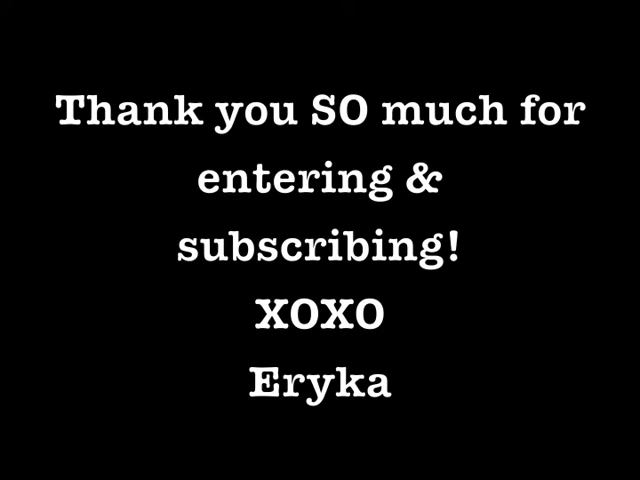 Thank you SO much for
entering &
subscribing!
XOXO
Eryka